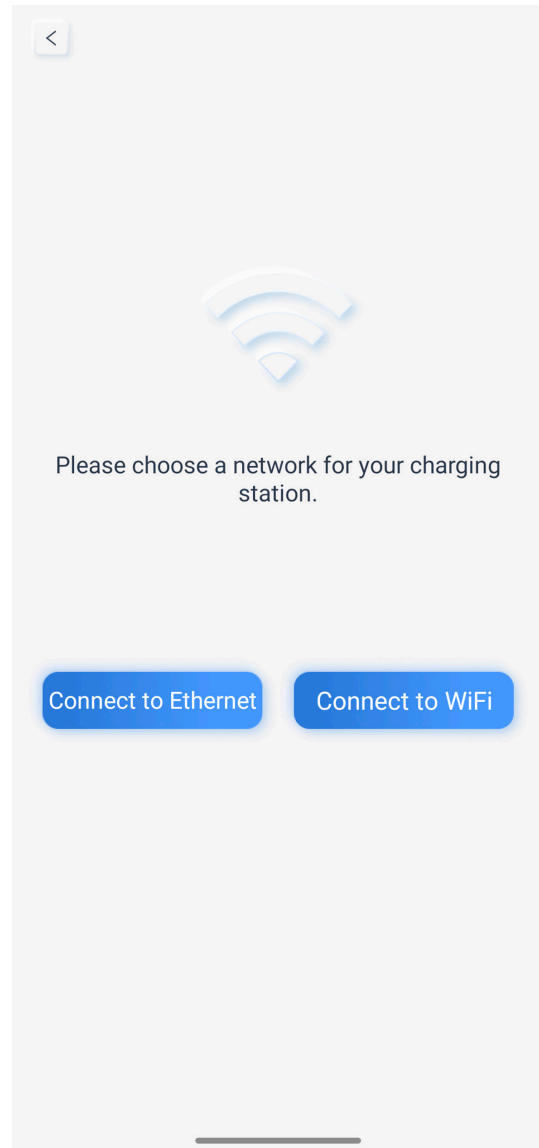 Please choose a network for your charging
station.
Connect to Ethernet
Connect to WiFi